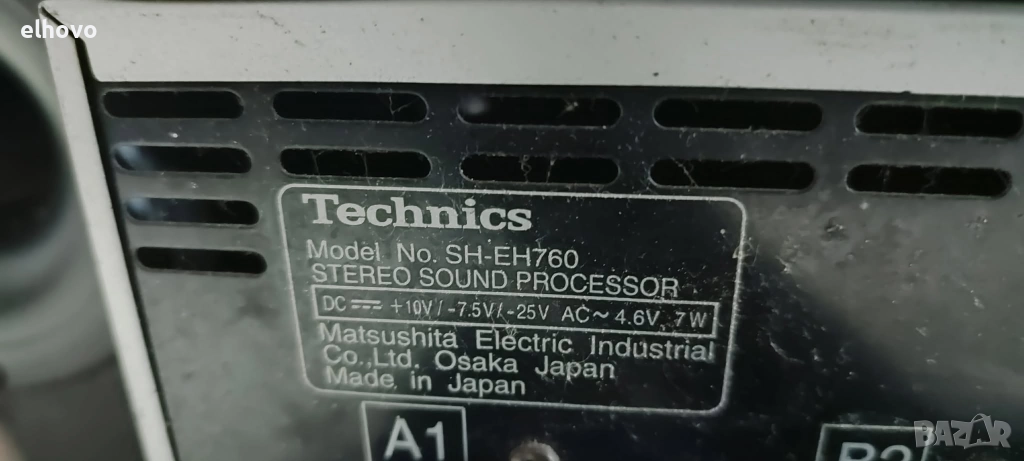 elhovo
Technics
Model No. SH-EH760
STEREO SOUND PROCESSOR
DC ⎓ +10V/-7.5V/-25V AC~4.6V 7W
Matsushita Electric Industrial
Co.,Ltd. Osaka Japan
Made in Japan
A1
B2
BAZAR